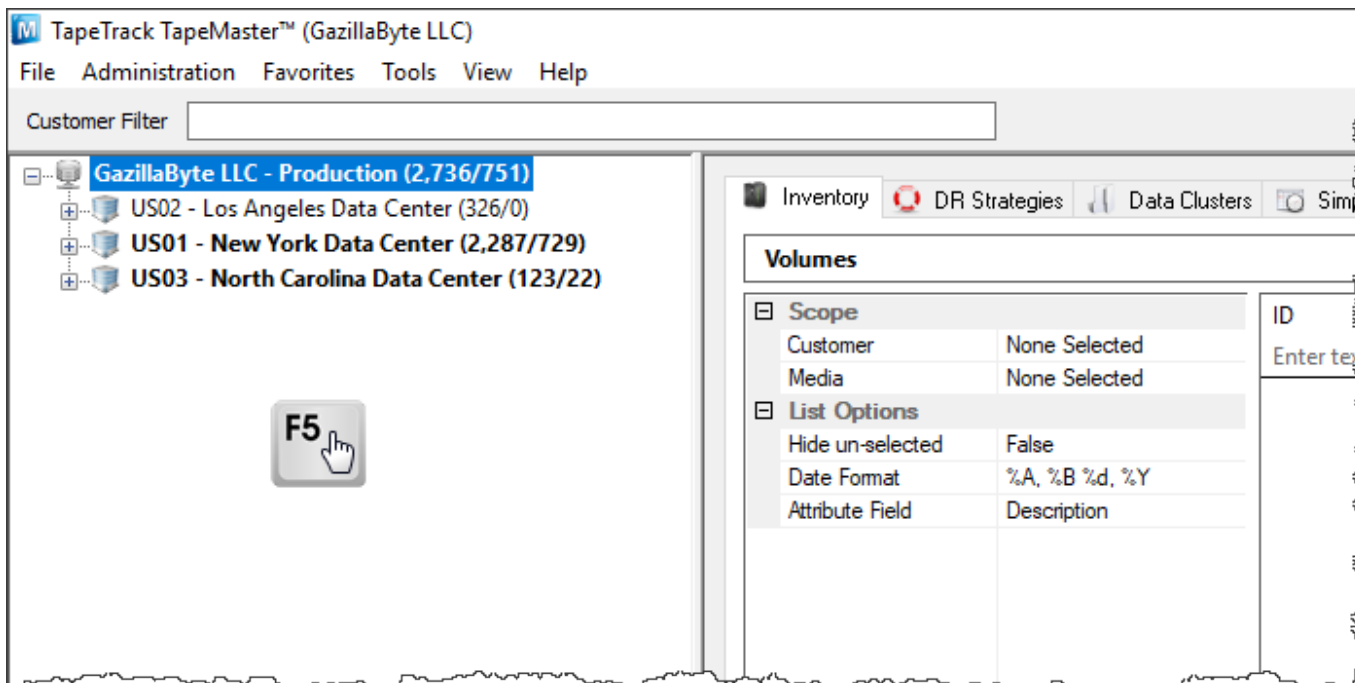 TapeTrack TapeMaster™ (GazillaByte LLC)
File Administration Favorites Tools View Help
Customer Filter
GazillaByte LLC - Production (2,736/751)
US02 - Los Angeles Data Center (326/0)
US01 - New York Data Center (2,287/729)
US03 - North Carolina Data Center (123/22)
F5
Inventory DR Strategies Data Clusters
Volumes
Scope
Customer None Selected
Media None Selected
List Options
Hide un-selected False
Date Format %A, %B %d, %Y
Attribute Field Description
ID
Enter